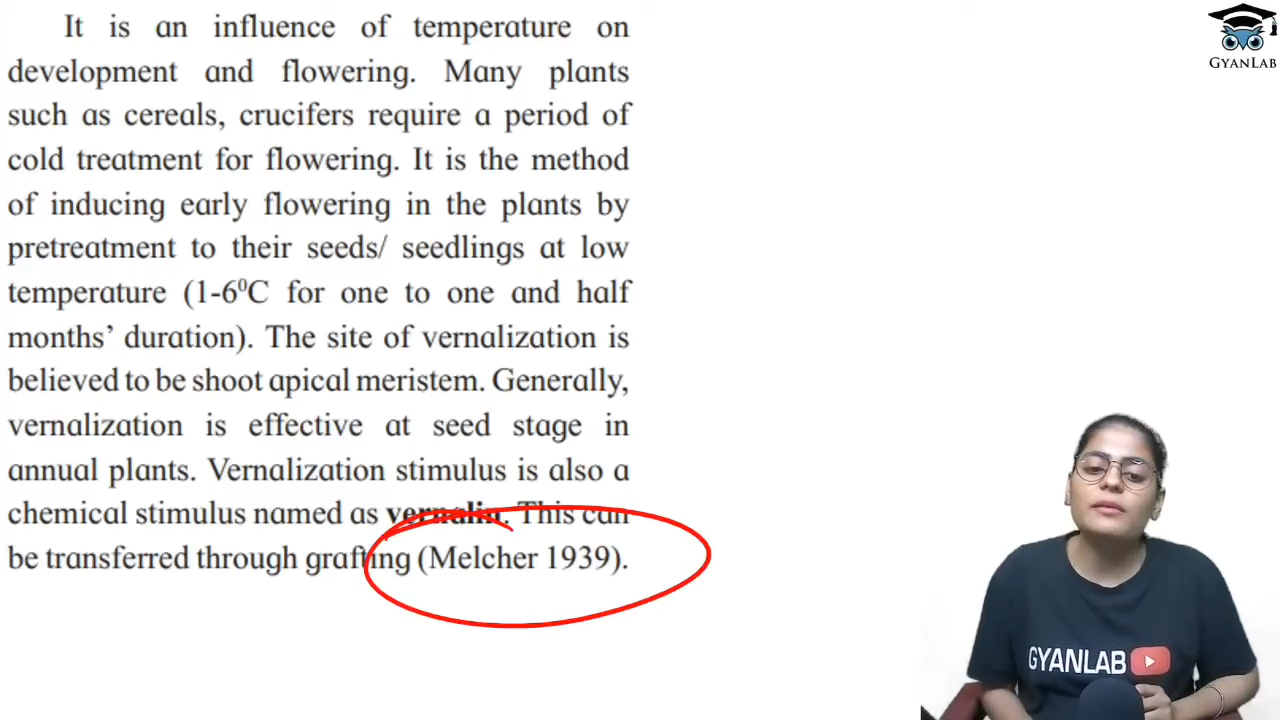 It is an influence of temperature on
development and flowering. Many plants
such as cereals, crucifers require a period of
cold treatment for flowering. It is the method
of inducing early flowering in the plants by
pretreatment to their seeds/ seedlings at low
temperature (1-6⁰C for one to one and half
months’ duration). The site of vernalization is
believed to be shoot apical meristem. Generally,
vernalization is effective at seed stage in
annual plants. Vernalization stimulus is also a
chemical stimulus named as vernalin. This can
be transferred through grafting (Melcher 1939).
GYANLAB
GYANLAB